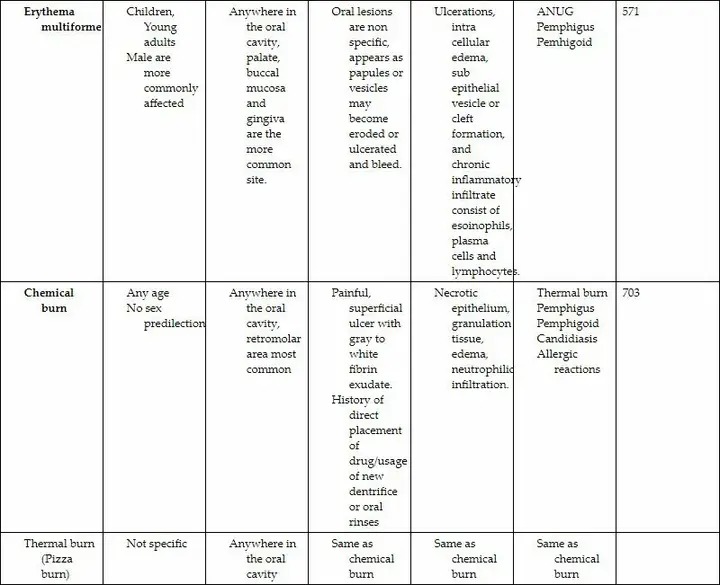 Erythema
multiforme
Children,
Young
adults
Male are
more
commonly
affected
Anywhere in
the oral
cavity,
palate,
buccal
mucosa
and
gingiva
are the
more
common
site.
Oral lesions
are non
specific,
appears as
papules or
vesicles
may
become
eroded or
ulcerated
and bleed.
Ulcerations,
intra
cellular
edema,
sub
epithelial
vesicle or
cleft
formation,
and
chronic
inflammatory
infiltrate
consist of
esoinophils,
plasma
cells and
lymphocytes.
ANUG
Pemphigus
Pemhigoid
571
Chemical
burn
Any age
No sex
predilection
Anywhere in
the oral
cavity,
retromolar
area most
common
Painful,
superficial
ulcer with
gray to
white
fibrin
exudate.
History of
direct
placement
of
drug/usage
of new
dentrifice
or oral
rinses
Necrotic
epithelium,
granulation
tissue,
edema,
neutrophilic
infiltration.
Thermal burn
Pemphigus
Pemphigoid
Candidiasis
Allergic
reactions
703
Thermal burn
(Pizza
burn)
Not specific
Anywhere in
the oral
cavity
Same as
chemical
burn
Same as
chemical
burn
Same as
chemical
burn